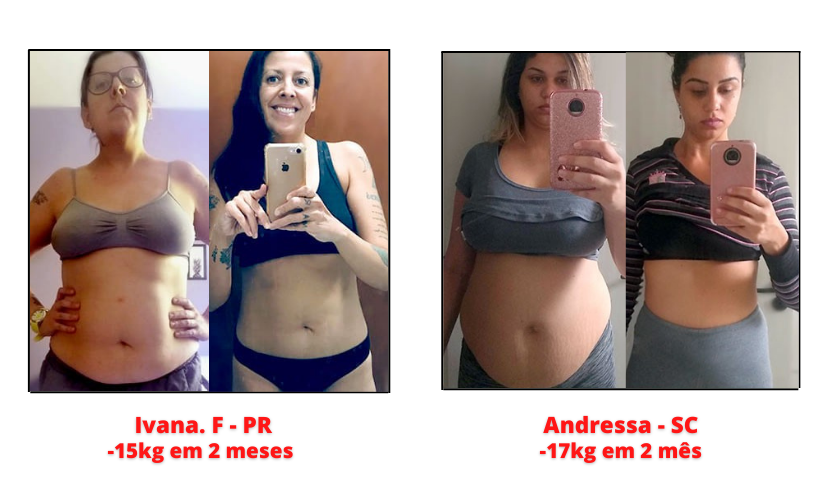 Ivana. F - PR
-15kg em 2 meses
Andressa - SC
-17kg em 2 mês